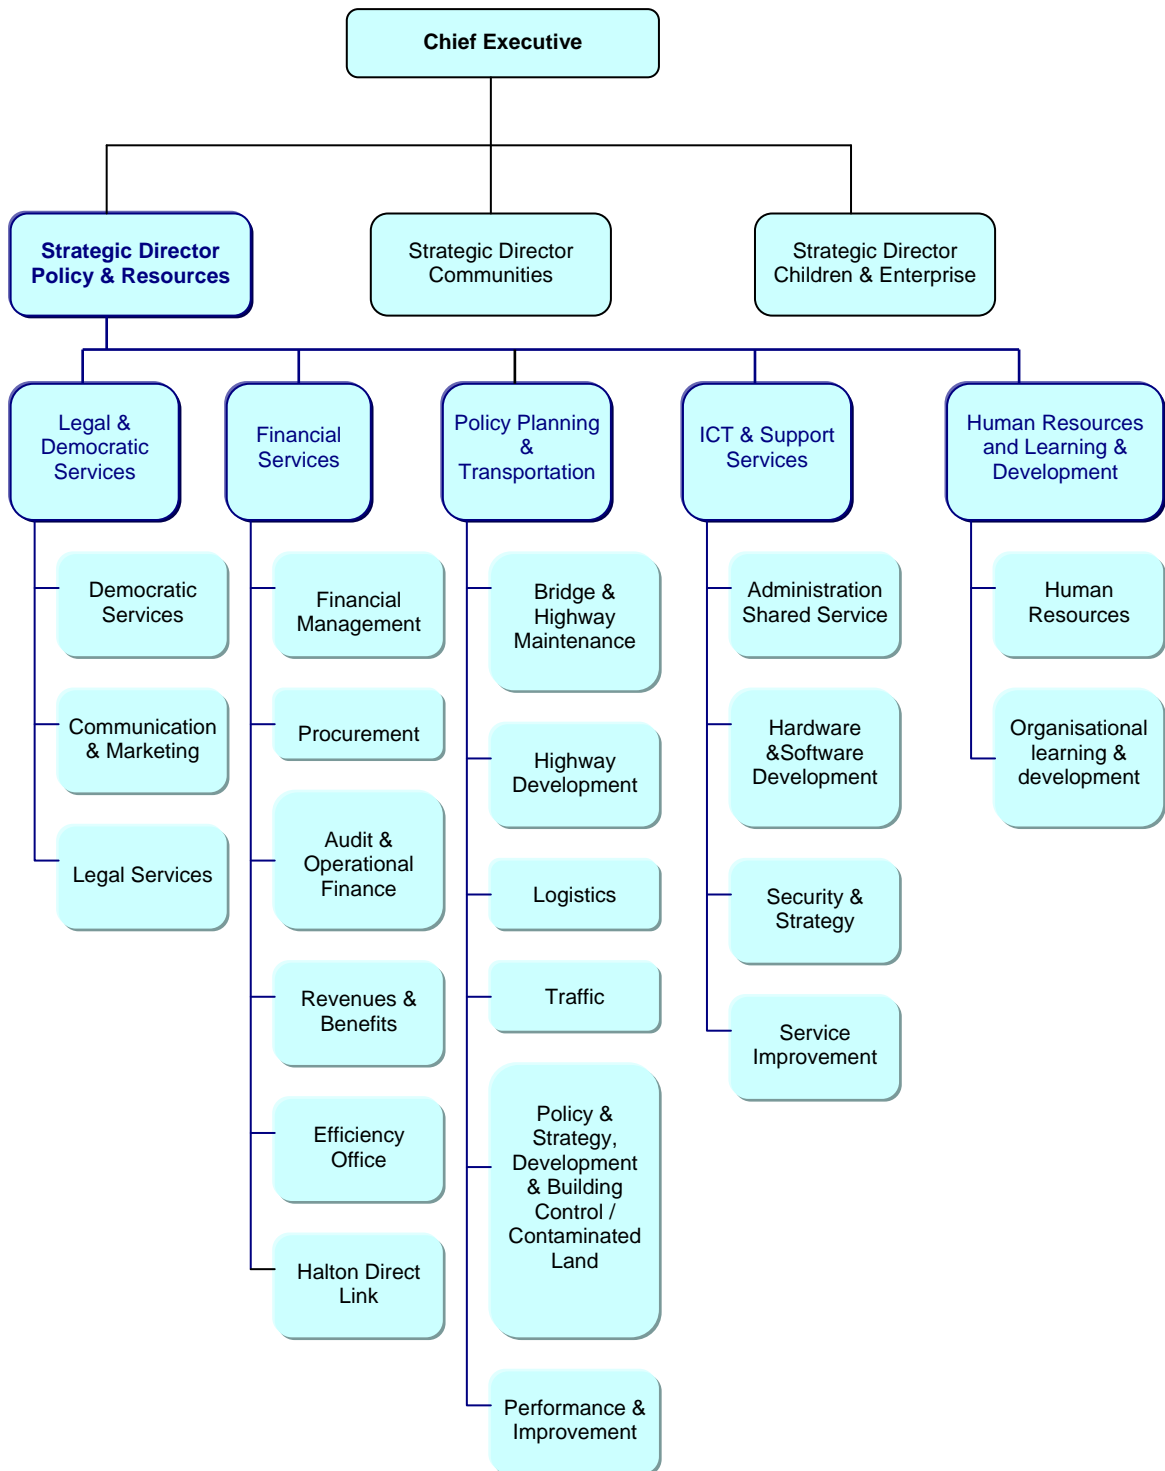 Chief Executive
Strategic Director
Policy & Resources
Strategic Director
Communities
Strategic Director
Children & Enterprise
Legal &
Democratic
Services
Financial
Services
Policy Planning
&
Transportation
ICT & Support
Services
Human Resources
and Learning &
Development
Democratic
Services
Communication
& Marketing
Legal Services
Financial
Management
Procurement
Audit &
Operational
Finance
Revenues &
Benefits
Efficiency
Office
Halton Direct
Link
Bridge &
Highway
Maintenance
Highway
Development
Logistics
Traffic
Policy &
Strategy,
Development
& Building
Control /
Contaminated
Land
Performance &
Improvement
Administration
Shared Service
Hardware
&Software
Development
Security &
Strategy
Service
Improvement
Human
Resources
Organisational
learning &
development